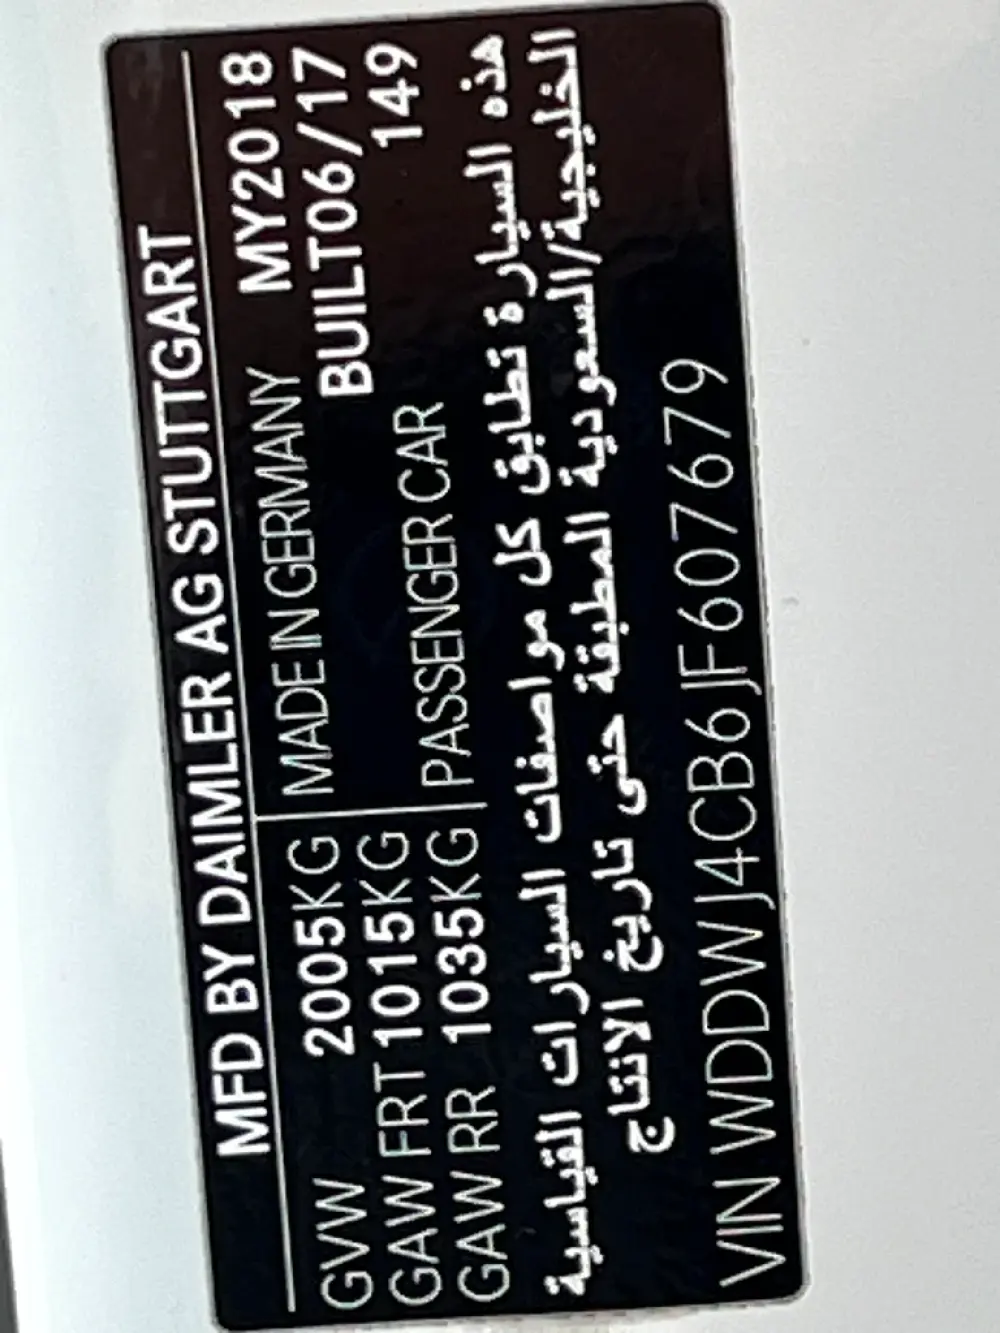 MFD BY DAIMLER AG STUTTGART
GVW 2005KG MADE IN GERMANY MY2018
GAW FRT 1015KG BUILT06/17
GAW RR 1035KG PASSENGER CAR 149
هذه السيارة تطابق كل مواصفات السيارات القياسية
الخليجية/السعودية المطبقة حتى تاريخ الانتاج
VIN WDDWJ4CB6JF607679